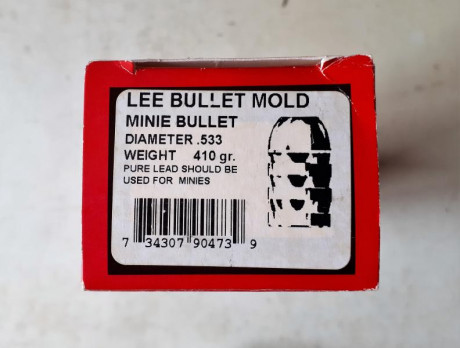 LEE BULLET MOLD
MINIE BULLET
DIAMETER .533
WEIGHT 410 gr.
PURE LEAD SHOULD BE
USED FOR MINIES
7 34307 90473 9